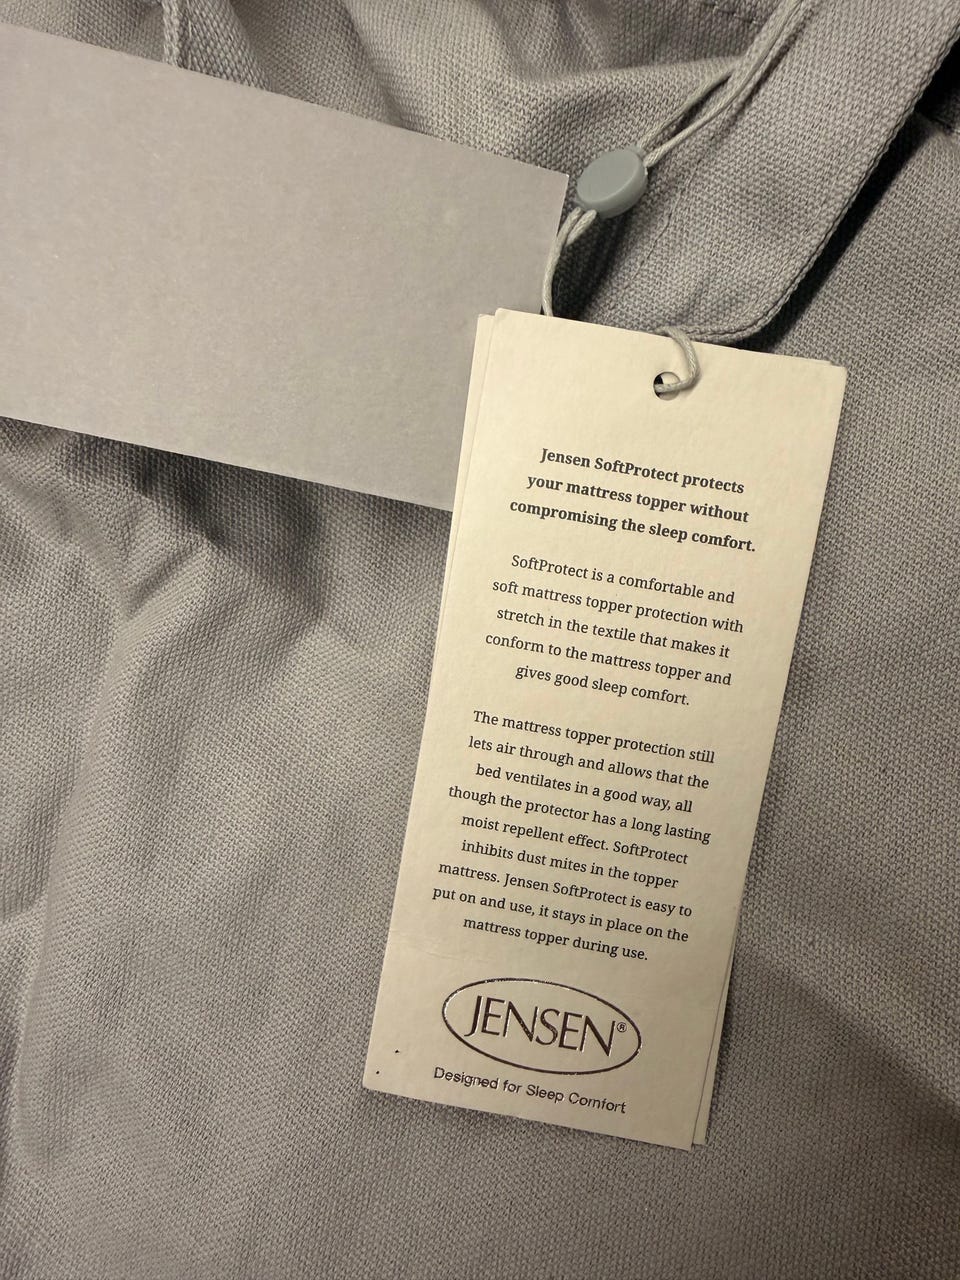 Jensen SoftProtect protects
your mattress topper without
compromising the sleep comfort.
SoftProtect is a comfortable and
soft mattress topper protection with
stretch in the textile that makes it
conform to the mattress topper and
gives good sleep comfort.
The mattress topper protection still
lets air through and allows that the
bed ventilates in a good way, all
though the protector has a long lasting
moist repellent effect. SoftProtect
inhibits dust mites in the topper
mattress. Jensen SoftProtect is easy to
put on and use, it stays in place on the
mattress topper during use.
JENSEN®
Designed for Sleep Comfort